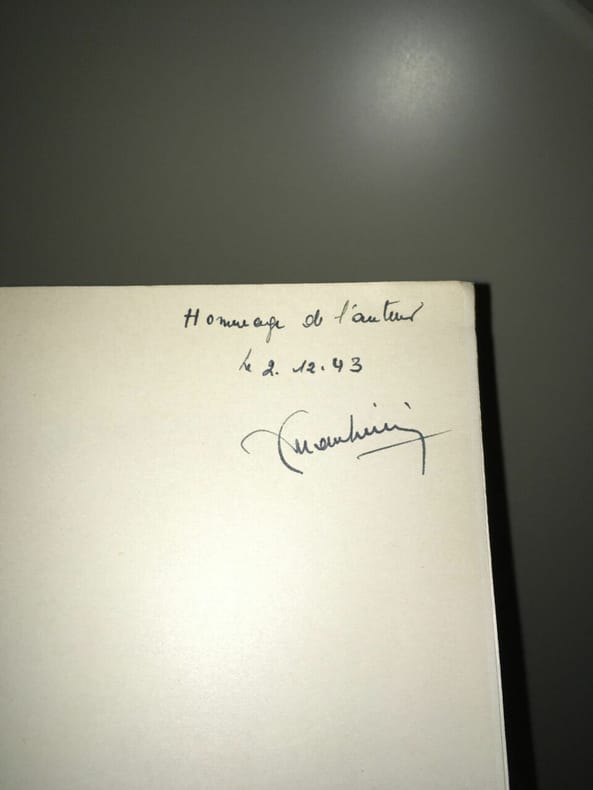 Hommage de l'auteur
le 2.12.43